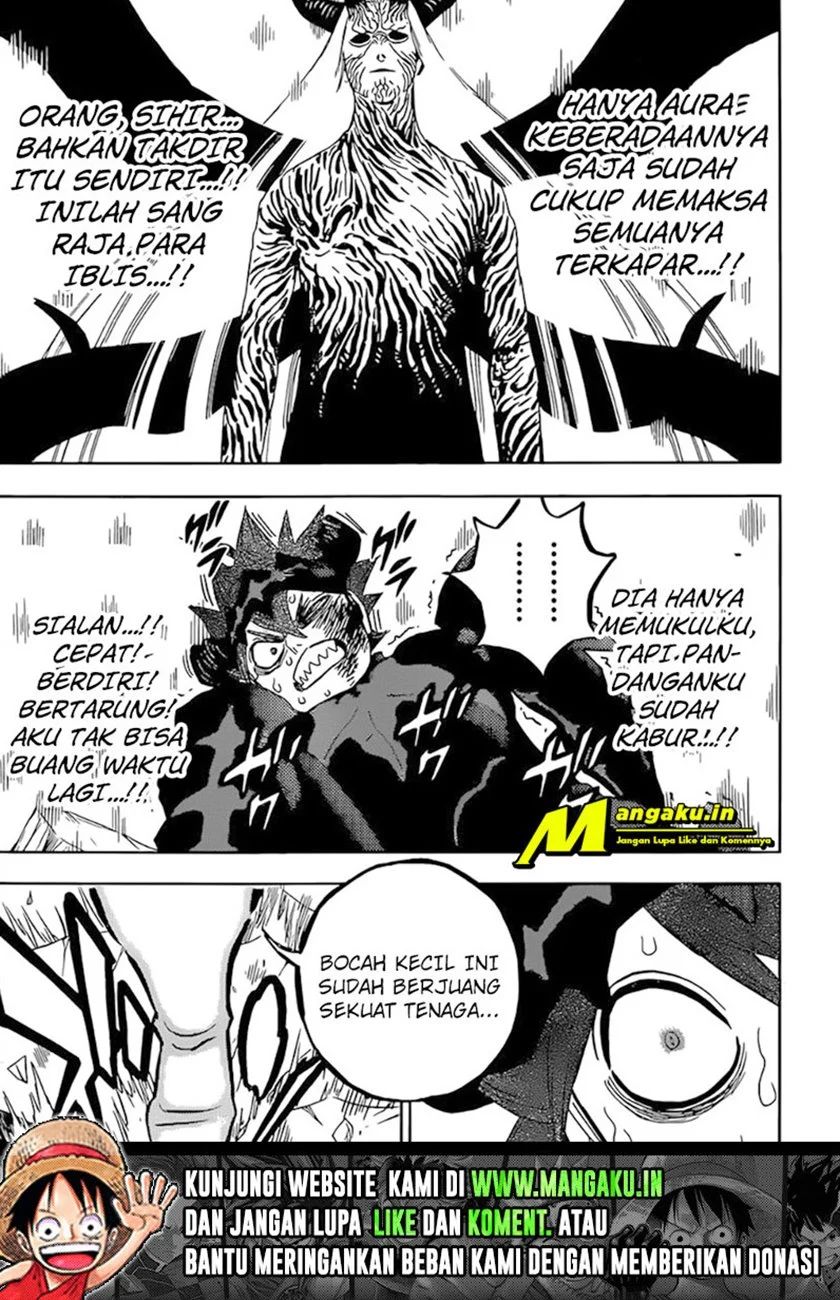 HANYA AURA
KEBERADAANNYA
SAJA SUDAH
CUKUP MEMAKSA
SEMUANYA
TERKAPAR...!!
ORANG, SIHIR...
BAHKAN TAKDIR
ITU SENDIRI...!!
INILAH SANG
RAJA PARA
IBLIS...!!
DIA HANYA
MEMUKULKU,
TAPI PAN-
DANGANKU
SUDAH
KABUR...!!
SIALAN...!!
CEPAT!
BERDIRI!
BERTARUNG!
AKU TAK BISA
BUANG WAKTU
LAGI...!!
Mangaku.in
Jangan Lupa Like dan Komennya
BOCAH KECIL INI
SUDAH BERJUANG
SEKUAT TENAGA...
KUNJUNGI WEBSITE KAMI DI WWW.MANGAKU.IN
DAN JANGAN LUPA LIKE DAN KOMENT. ATAU
BANTU MERINGANKAN BEBAN KAMI DENGAN MEMBERIKAN DONASI